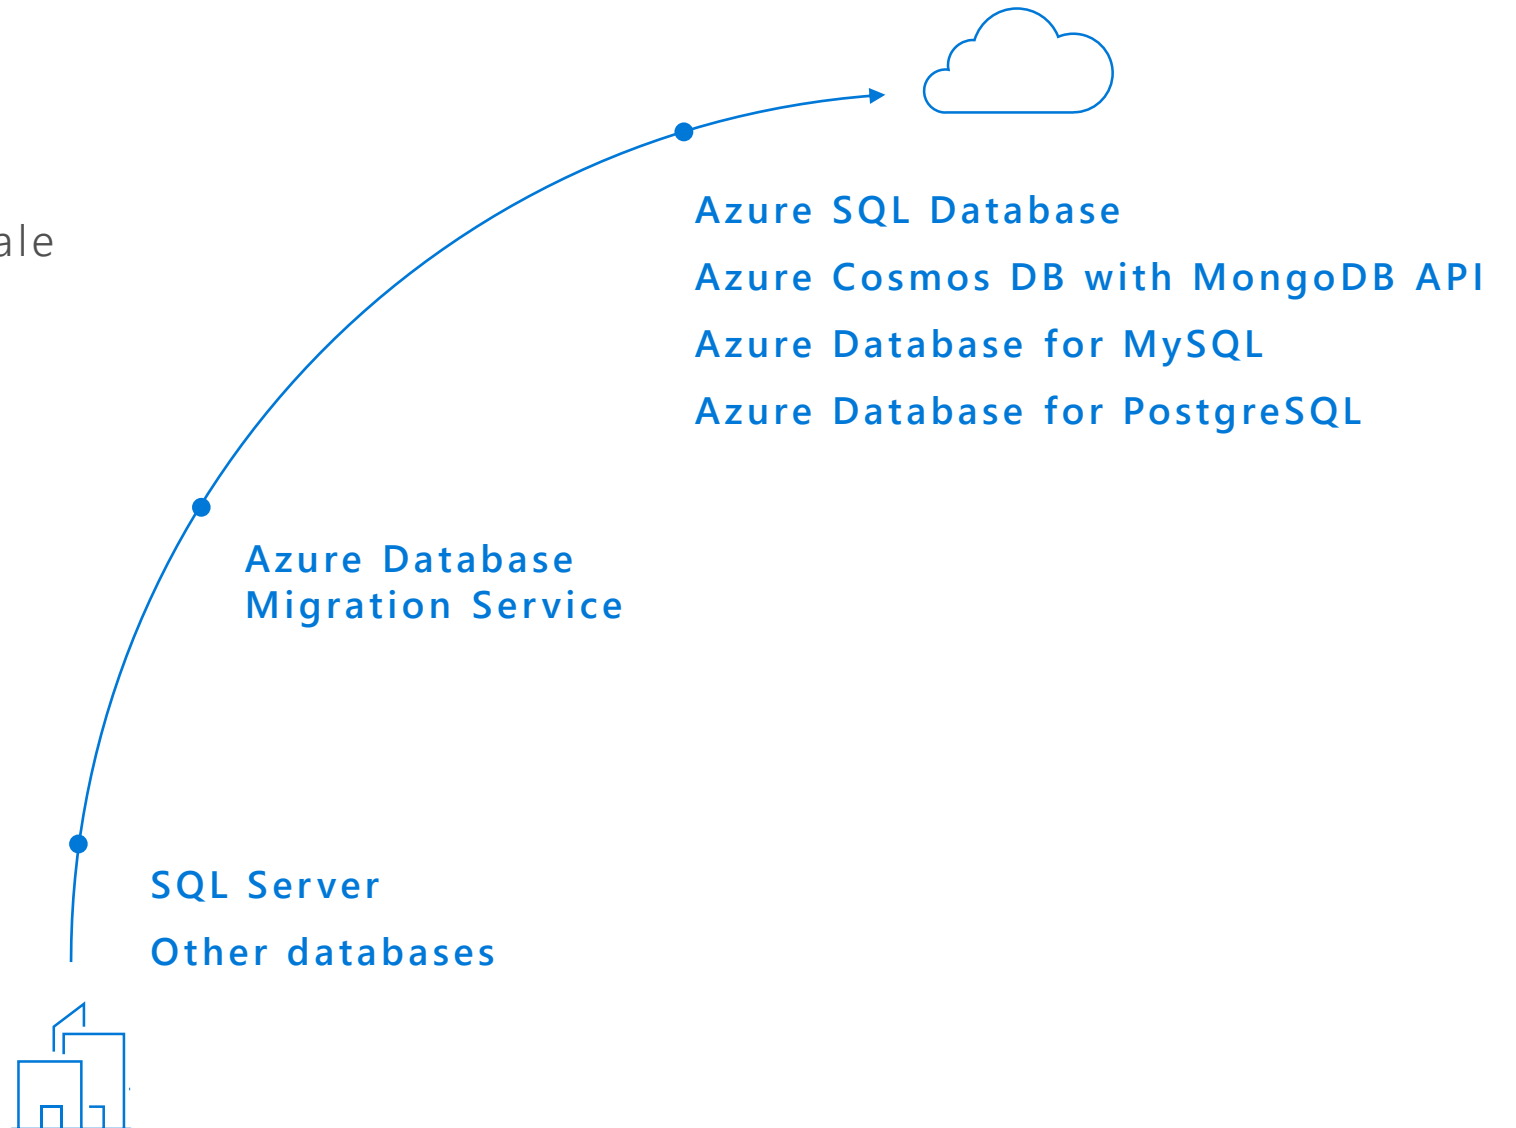 ale
Azure SQL Database
Azure Cosmos DB with MongoDB API
Azure Database for MySQL
Azure Database for PostgreSQL
Azure Database
Migration Service
SQL Server
Other databases